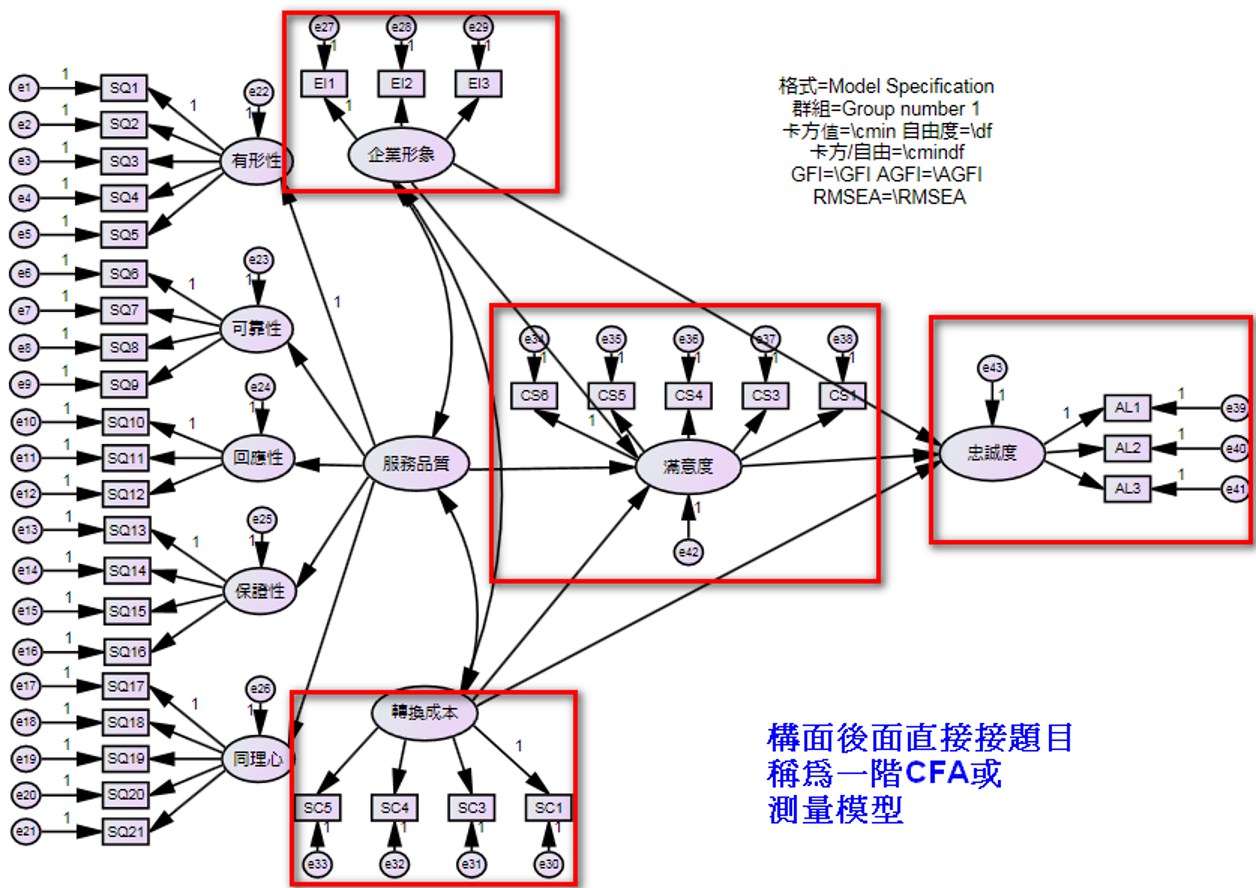 e27
e28
e29
1
1
1
EI1
EI2
EI3
1
企業形象
格式=Model Specification
群組=Group number 1
卡方值=\cmin 自由度=\df
卡方/自由=\cmindf
GFI=\GFI AGFI=\AGFI
RMSEA=\RMSEA
e1
1
SQ1
e2
1
SQ2
e3
1
SQ3
e4
1
SQ4
e5
1
SQ5
1
e22
1
有形性
e6
1
SQ6
e7
1
SQ7
e8
1
SQ8
e9
1
SQ9
1
e23
1
可靠性
e10
1
SQ10
e11
1
SQ11
e12
1
SQ12
1
e24
1
回應性
e13
1
SQ13
e14
1
SQ14
e15
1
SQ15
e16
1
SQ16
1
e25
1
保證性
e17
1
SQ17
e18
1
SQ18
e19
1
SQ19
e20
1
SQ20
e21
1
SQ21
1
e26
1
同理心
1
服務品質
e34
e35
e36
e37
e38
1
1
1
1
1
CS6
CS5
CS4
CS3
CS1
1
滿意度
1
e42
e43
1
忠誠度
1
AL1
1
e39
AL2
1
e40
AL3
1
e41
轉換成本
1
SC5
SC4
SC3
SC1
1
1
1
1
e33
e32
e31
e30
構面後面直接接題目
稱為一階CFA或
測量模型